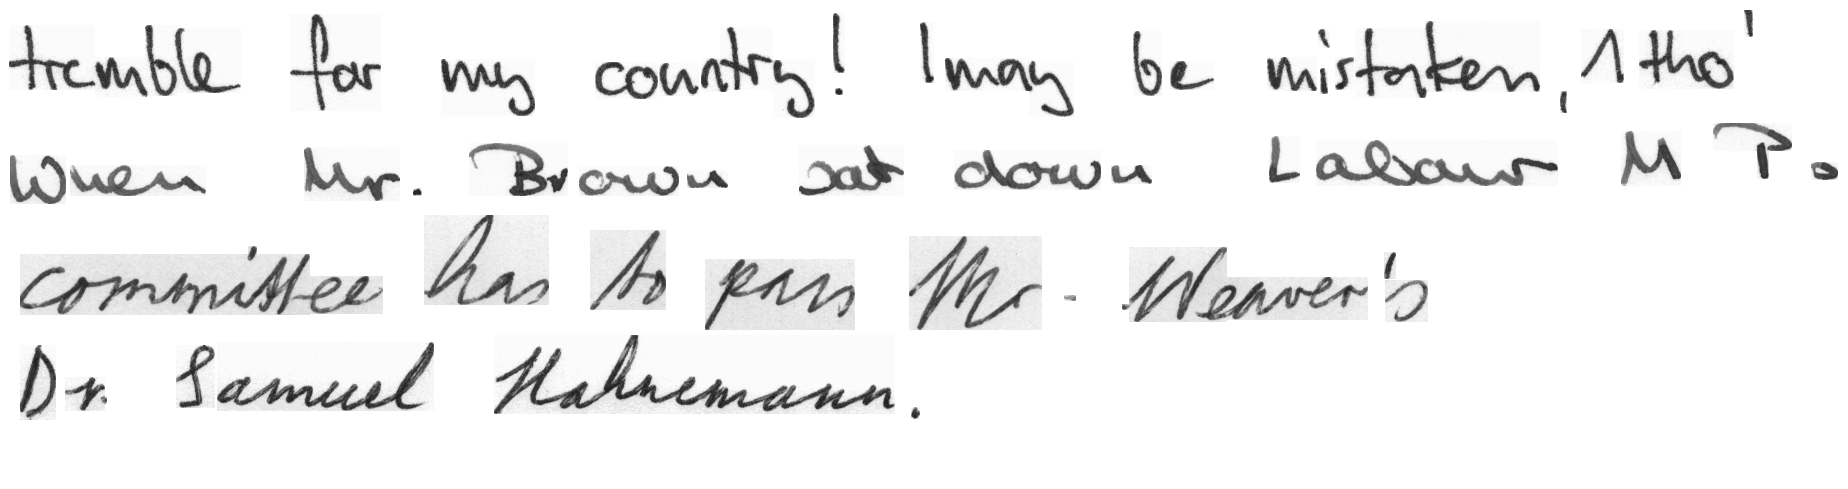 tremble for my country! I may be mistaken, 1 tho'
When Mr. Brown sat down Labour M P s
committee has to pass Mr. Weaver's
Dr. Samuel Hahnemann.